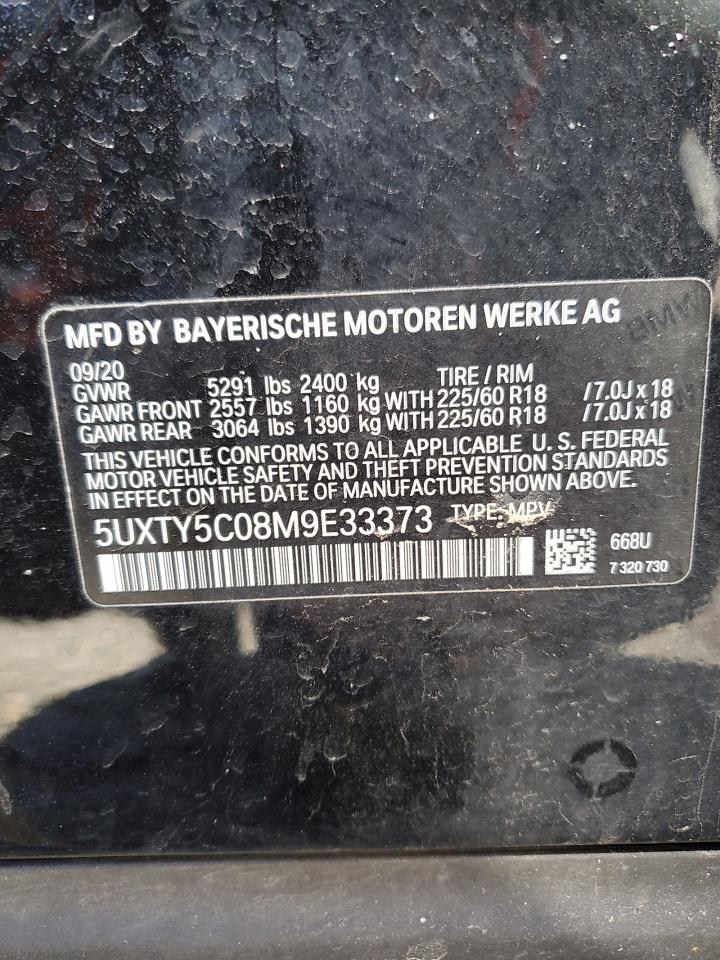 MFD BY BAYERISCHE MOTOREN WERKE AG
09/20 TIRE / RIM
GVWR 5291 lbs 2400 kg
GAWR FRONT 2557 lbs 1160 kg WITH 225/60 R18 /7.0J x 18
GAWR REAR 3064 lbs 1390 kg WITH 225/60 R18 /7.0J x 18
THIS VEHICLE CONFORMS TO ALL APPLICABLE U. S. FEDERAL
MOTOR VEHICLE SAFETY AND THEFT PREVENTION STANDARDS
IN EFFECT ON THE DATE OF MANUFACTURE SHOWN ABOVE.
5UXTY5C08M9E33373 TYPE: MPV
668U
7 320 730
BMW